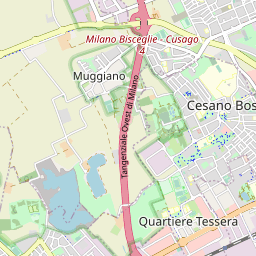 Milano Bisceglie - Cusago
4
Muggiano
Tangenziale Ovest di Milano
Cesano Bos
Quartiere Tessera